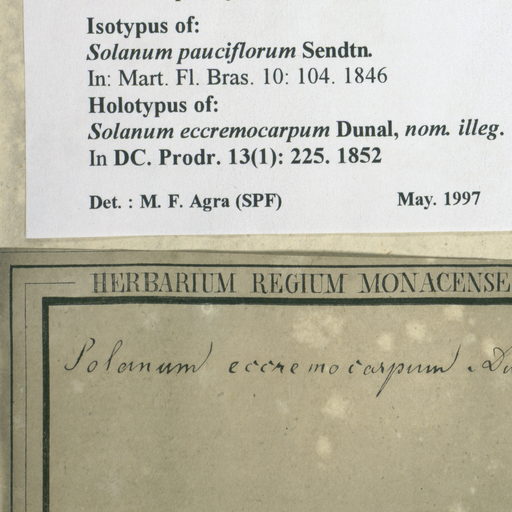 Isotypus of:
Solanum pauciflorum Sendtn.
In: Mart. Fl. Bras. 10: 104. 1846
Holotypus of:
Solanum eccremocarpum Dunal, nom. illeg.
In DC. Prodr. 13(1): 225. 1852
Det. : M. F. Agra (SPF) May. 1997
HERBARIUM REGIUM MONACENSE
Solanum eccremocarpum . Du